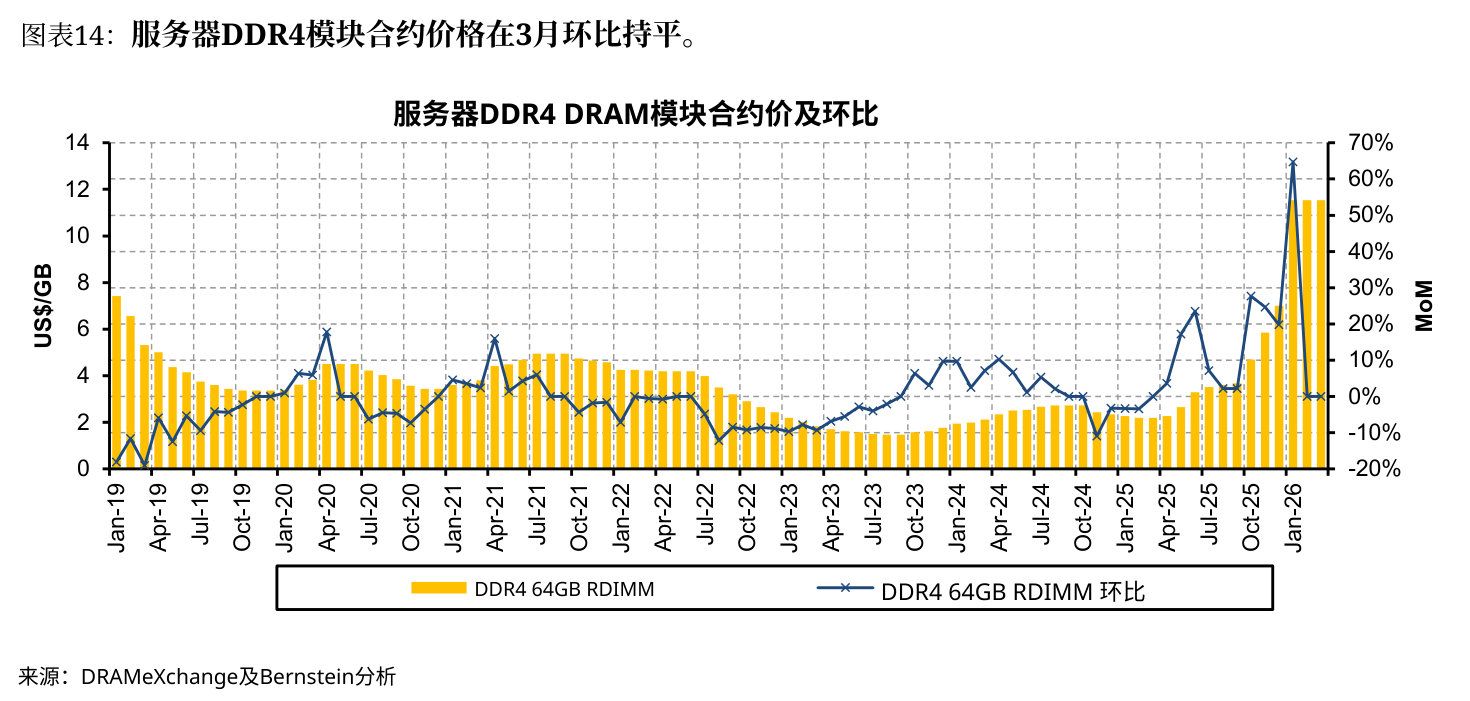 图表14：服务器DDR4模块合约价格在3月环比持平。
服务器DDR4 DRAM模块合约价及环比
14
12
10
8
6
4
2
0
US$/GB
70%
60%
50%
40%
30%
20%
10%
0%
-10%
-20%
MoM
Jan-19
Apr-19
Jul-19
Oct-19
Jan-20
Apr-20
Jul-20
Oct-20
Jan-21
Apr-21
Jul-21
Oct-21
Jan-22
Apr-22
Jul-22
Oct-22
Jan-23
Apr-23
Jul-23
Oct-23
Jan-24
Apr-24
Jul-24
Oct-24
Jan-25
Apr-25
Jul-25
Oct-25
Jan-26
DDR4 64GB RDIMM
DDR4 64GB RDIMM 环比
来源：DRAMeXchange及Bernstein分析